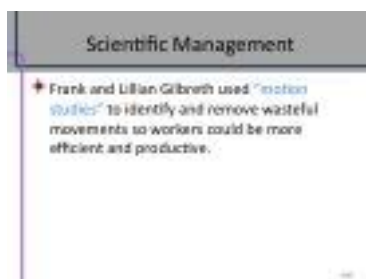 Scientific Management
Frank and Lillian Gilbreth used "motion
studies" to identify and remove wasteful
movements so workers could be more
efficient and productive.